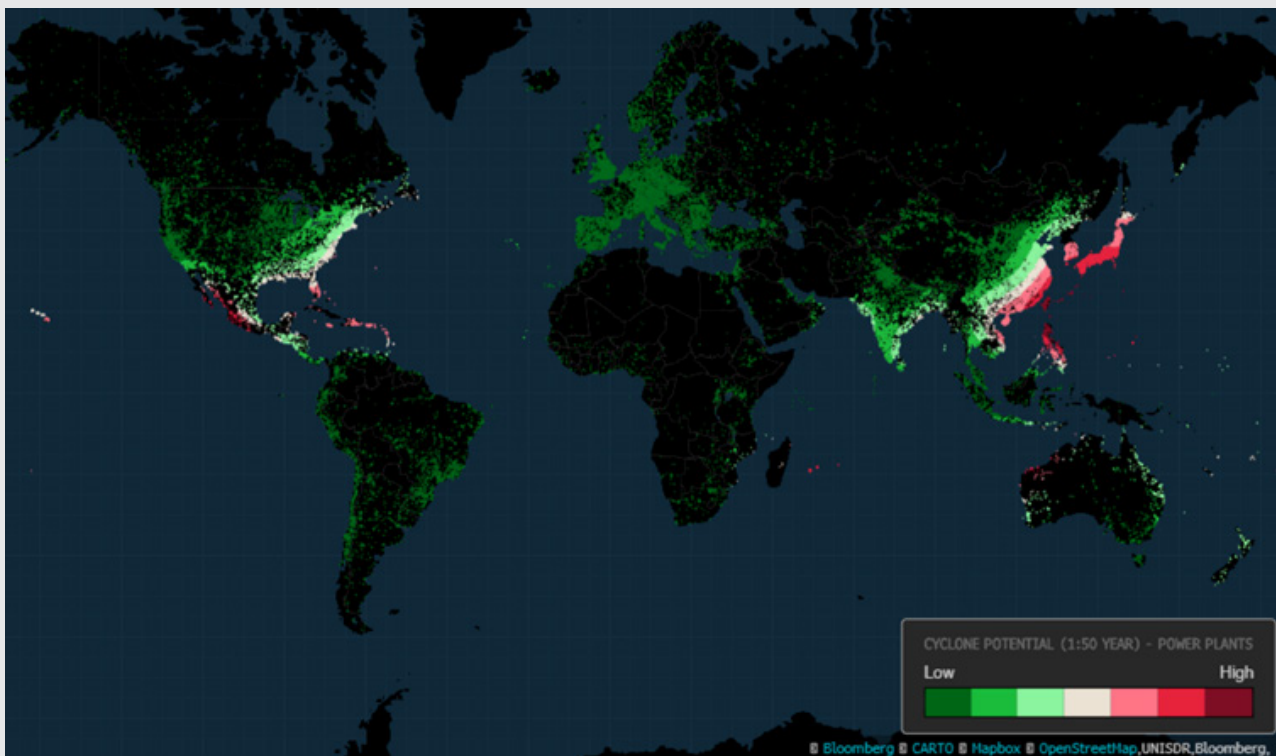 CYCLONE POTENTIAL (1:50 YEAR) - POWER PLANTS
Low High
© Bloomberg © CARTO © Mapbox © OpenStreetMap,UNISDR,Bloomberg,